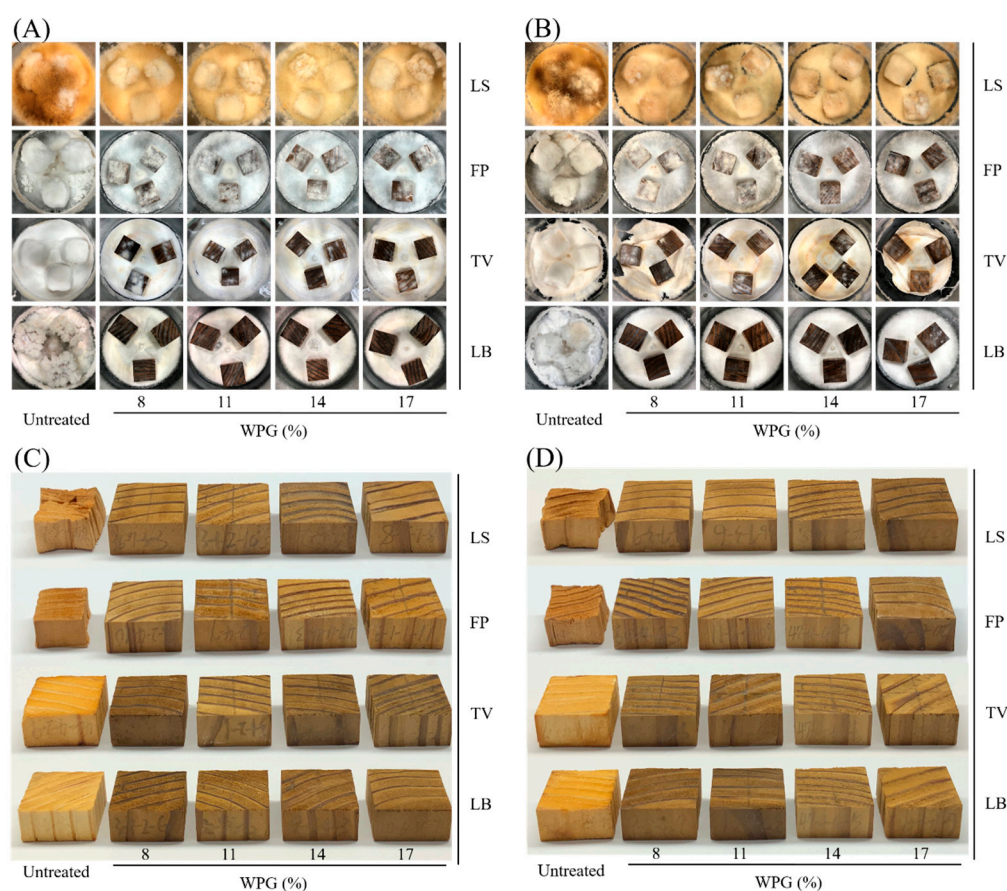 (A)
LS
FP
TV
LB
Untreated
8 11 14 17
WPG (%)
(B)
LS
FP
TV
LB
Untreated
8 11 14 17
WPG (%)
(C)
LS
FP
TV
LB
Untreated
8 11 14 17
WPG (%)
(D)
LS
FP
TV
LB
Untreated
8 11 14 17
WPG (%)